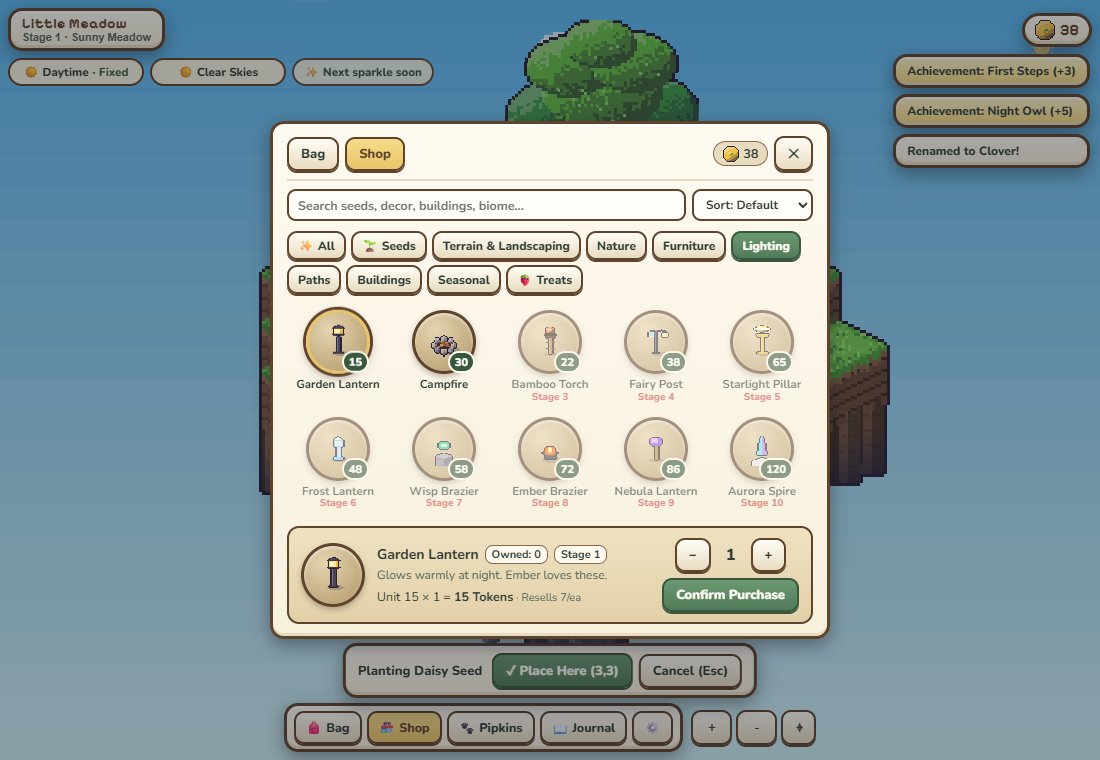 Little Meadow
Stage 1 · Sunny Meadow
38
Daytime · Fixed
Clear Skies
Next sparkle soon
Achievement: First Steps (+3)
Achievement: Night Owl (+5)
Renamed to Clover!
Bag
Shop
38
×
Search seeds, decor, buildings, biome...
Sort: Default
All
Seeds
Terrain & Landscaping
Nature
Furniture
Lighting
Paths
Buildings
Seasonal
Treats
15
30
22
38
65
Garden Lantern
Campfire
Bamboo Torch
Fairy Post
Starlight Pillar
Stage 3
Stage 4
Stage 5
48
58
72
86
120
Frost Lantern
Wisp Brazier
Ember Brazier
Nebula Lantern
Aurora Spire
Stage 6
Stage 7
Stage 8
Stage 9
Stage 10
Garden Lantern
Owned: 0
Stage 1
Glows warmly at night. Ember loves these.
Unit 15 × 1 = 15 Tokens · Resells 7/ea
− 1 +
Confirm Purchase
Planting Daisy Seed
✓ Place Here (3,3)
Cancel (Esc)
Bag
Shop
Pipkins
Journal
+
-